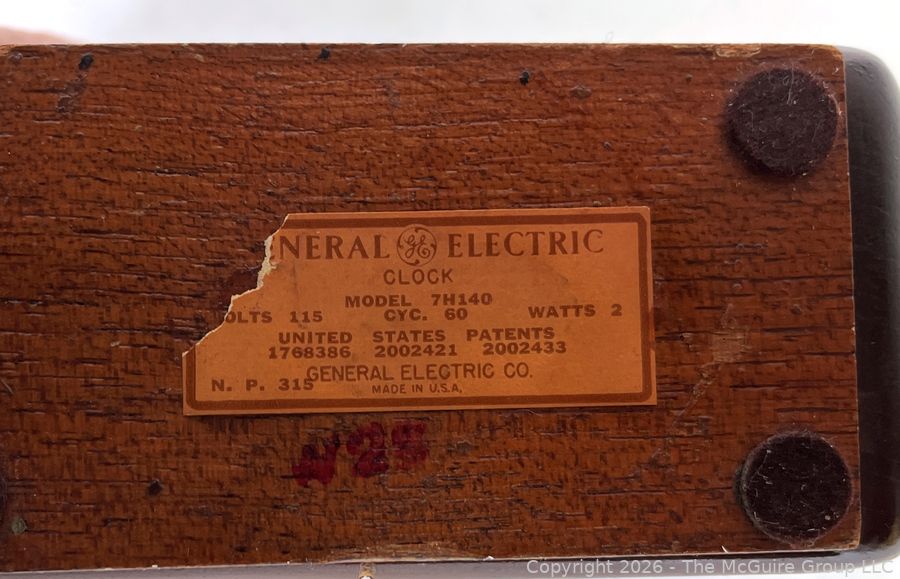 NERAL GE ELECTRIC
CLOCK
MODEL 7H140
OLTS 115 CYC. 60 WATTS 2
UNITED STATES PATENTS
1768386 2002421 2002433
GENERAL ELECTRIC CO.
N. P. 315 MADE IN U.S.A.
Copyright 2026 - The McGuire Group LLC